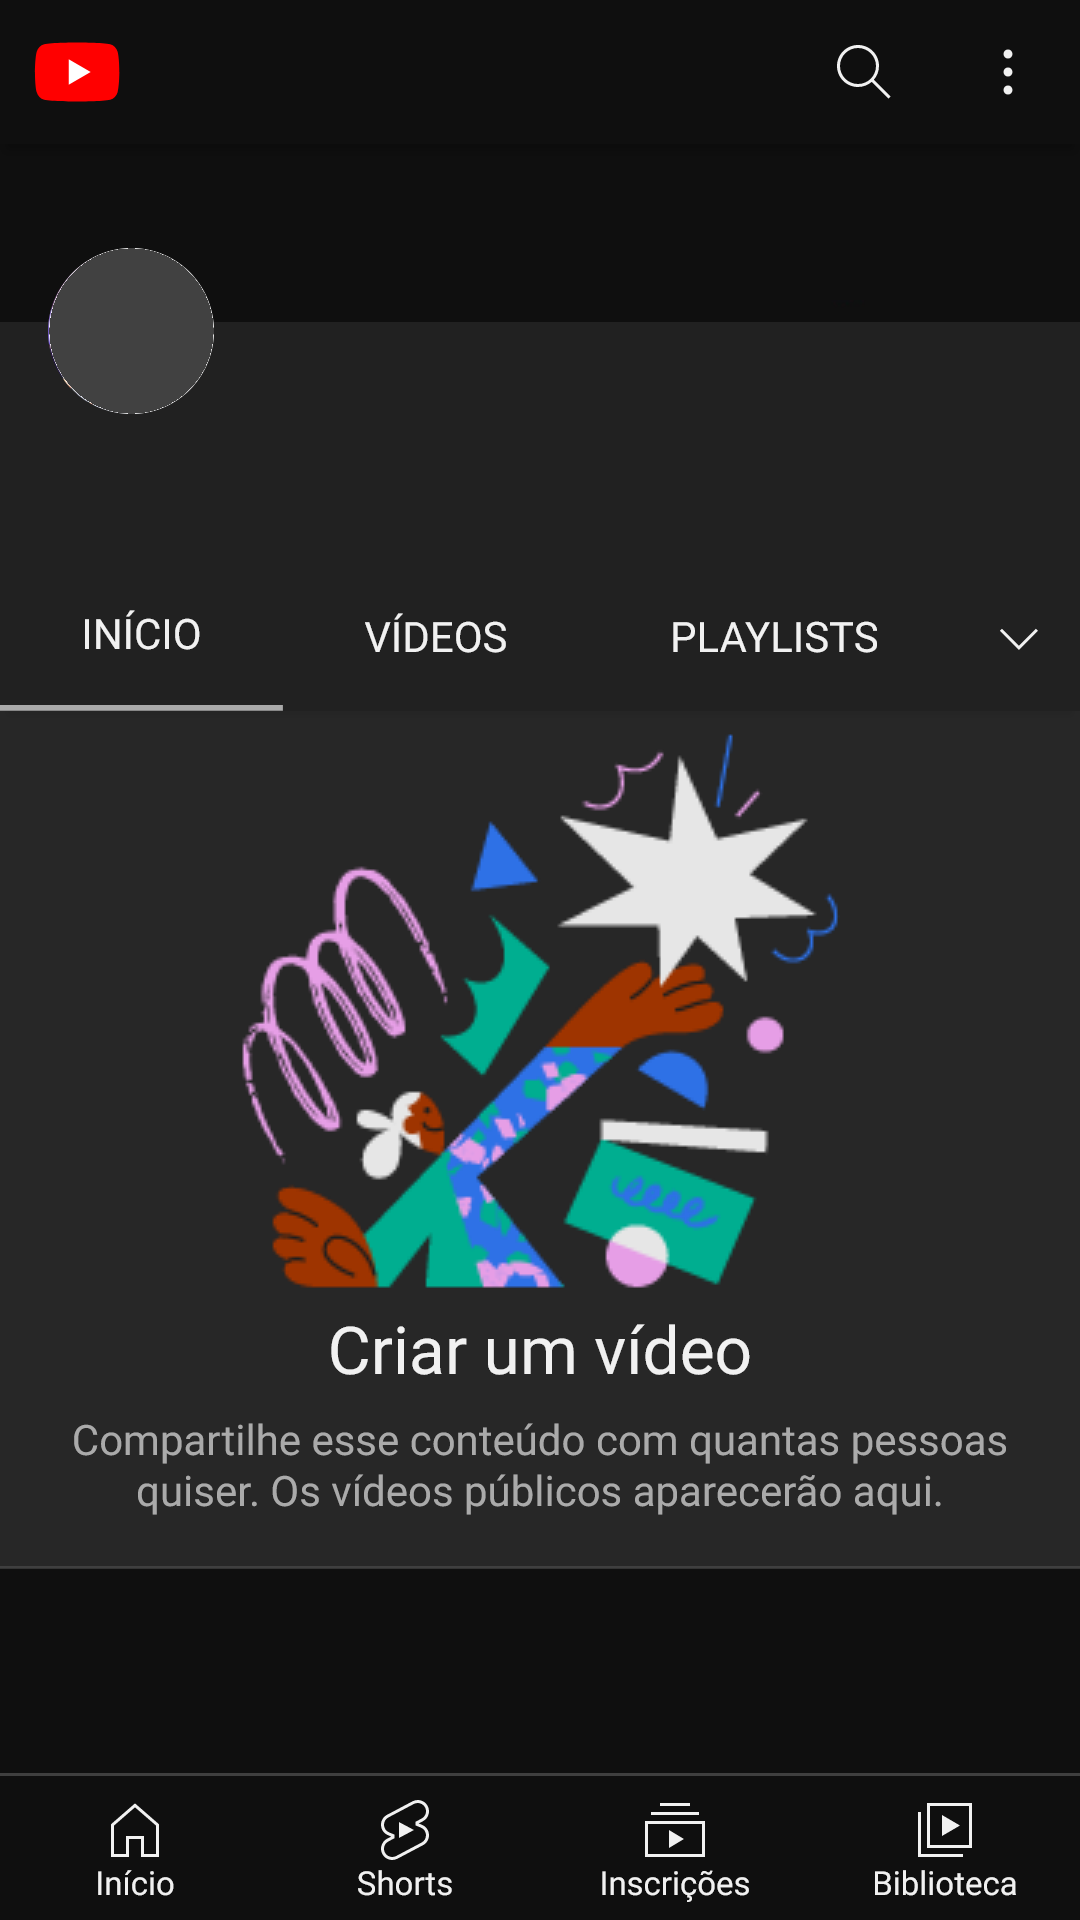 INÍCIO
VÍDEOS
PLAYLISTS
Criar um vídeo
Compartilhe esse conteúdo com quantas pessoas
quiser. Os vídeos públicos aparecerão aqui.
Início
Shorts
Inscrições
Biblioteca